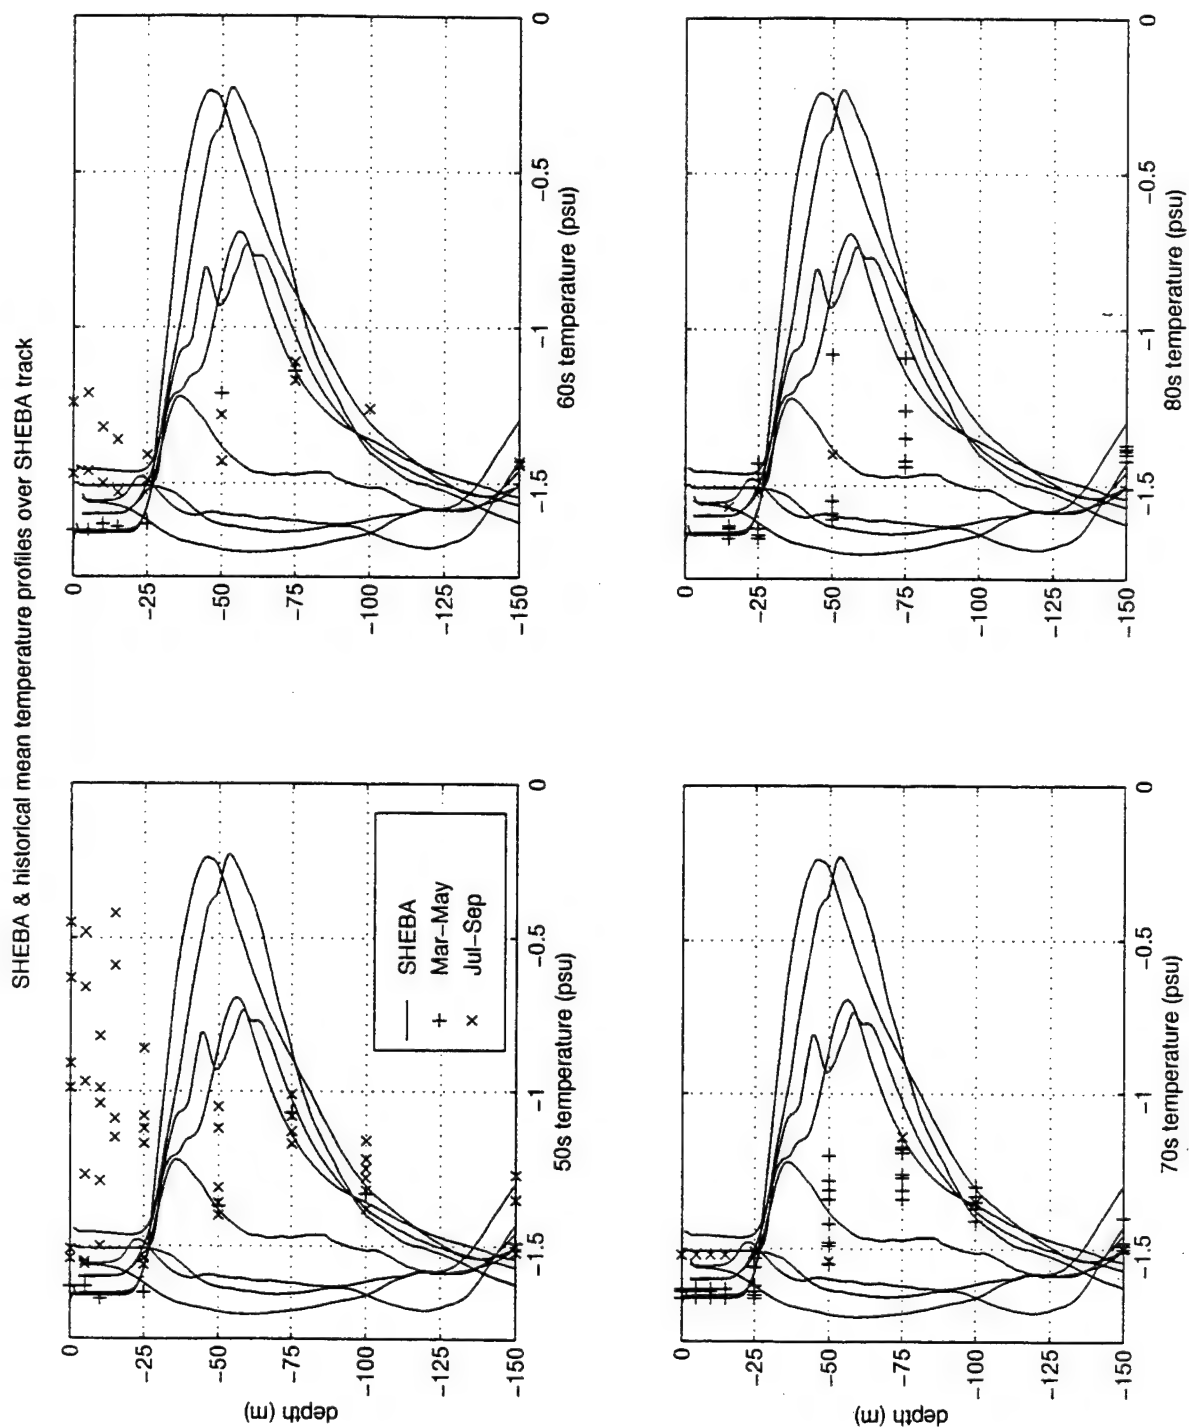 SHEBA & historical mean temperature profiles over SHEBA track
0
−25
−50
−75
−100
−125
−150
depth (m)
−1.5 −1 −0.5 0
50s temperature (psu)
SHEBA
Mar−May
Jul−Sep
0
−25
−50
−75
−100
−125
−150
−1.5 −1 −0.5 0
60s temperature (psu)
0
−25
−50
−75
−100
−125
−150
depth (m)
−1.5 −1 −0.5 0
70s temperature (psu)
0
−25
−50
−75
−100
−125
−150
−1.5 −1 −0.5 0
80s temperature (psu)